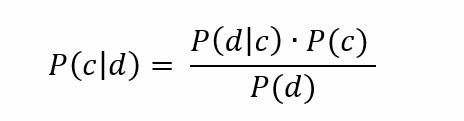 P(c|d) = P(d|c) · P(c) / P(d)